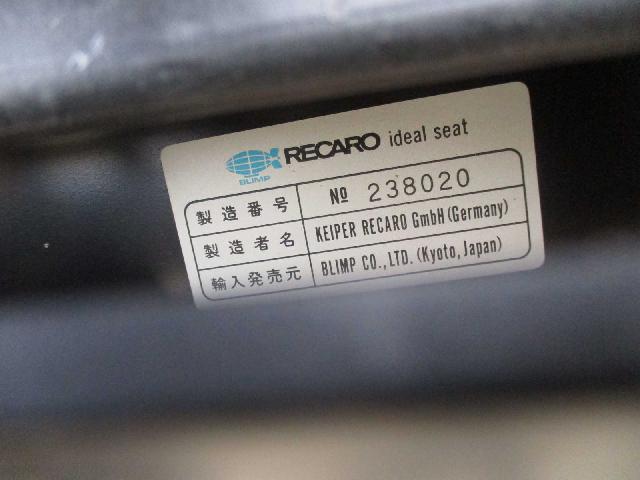 BLIMP RECARO ideal seat
製造番号 Nº 238020
製造者名 KEIPER RECARO GmbH (Germany)
輸入発売元 BLIMP CO.,LTD. (Kyoto, Japan)